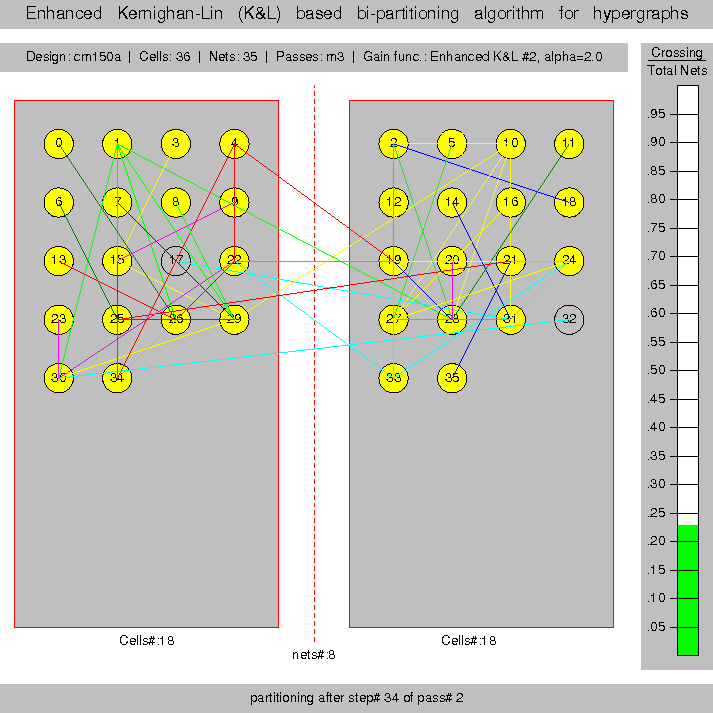 Enhanced Kernighan-Lin (K&L) based bi-partitioning algorithm for hypergraphs
Design: cm150a | Cells: 36 | Nets: 35 | Passes: m3 | Gain func.: Enhanced K&L #2, alpha=2.0
Crossing
Total Nets
0 1 3 4 2 5 10 11
6 7 8 9 12 14 16 18
13 15 17 22 19 20 21 24
23 25 26 29 27 28 31 32
30 34 33 35
.95
.90
.85
.80
.75
.70
.65
.60
.55
.50
.45
.40
.35
.30
.25
.20
.15
.10
.05
Cells#:18 Cells#:18
nets#:8
partitioning after step# 34 of pass# 2